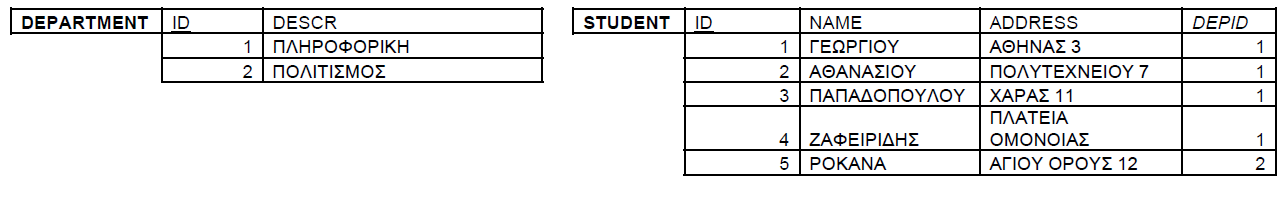 DEPARTMENT ID DESCR
1 ΠΛΗΡΟΦΟΡΙΚΗ
2 ΠΟΛΙΤΙΣΜΟΣ
STUDENT ID NAME ADDRESS DEPID
1 ΓΕΩΡΓΙΟΥ ΑΘΗΝΑΣ 3 1
2 ΑΘΑΝΑΣΙΟΥ ΠΟΛΥΤΕΧΝΕΙΟΥ 7 1
3 ΠΑΠΑΔΟΠΟΥΛΟΥ ΧΑΡΑΣ 11 1
ΠΛΑΤΕΙΑ
4 ΖΑΦΕΙΡΙΔΗΣ ΟΜΟΝΟΙΑΣ 1
5 ΡΟΚΑΝΑ ΑΓΙΟΥ ΟΡΟΥΣ 12 2